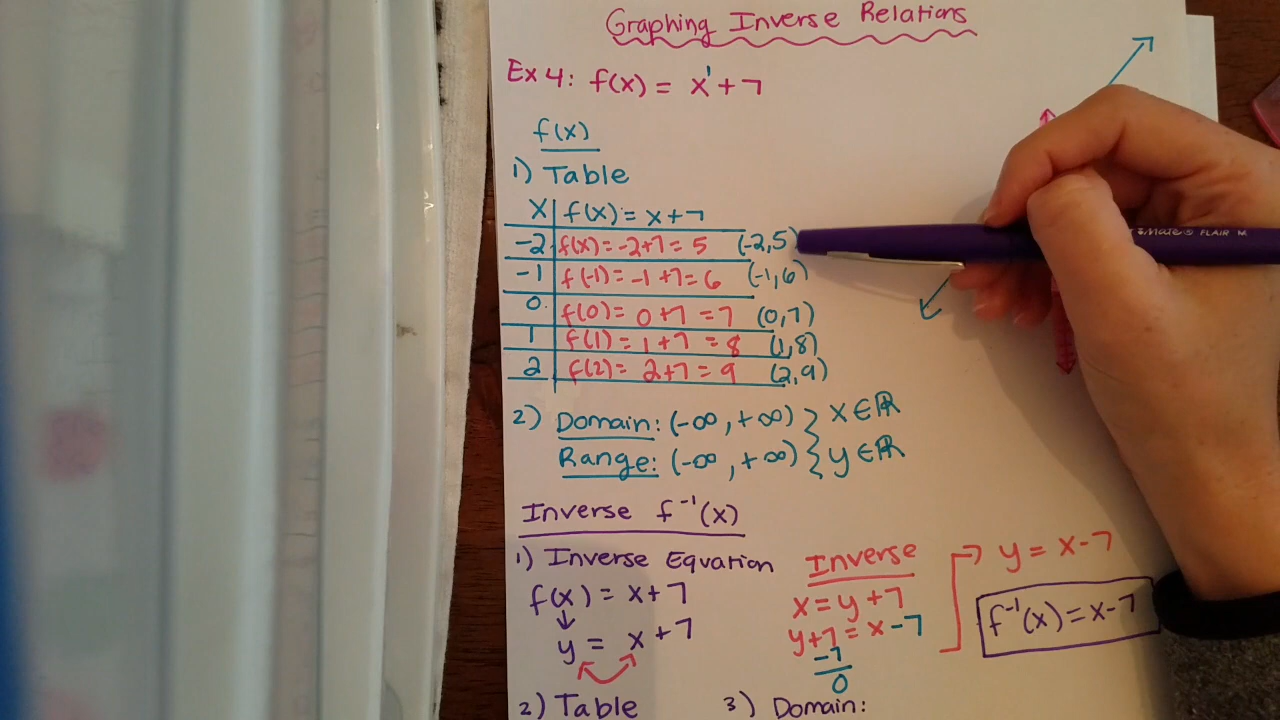 Graphing Inverse Relations
Ex 4: f(x) = x¹+7
f(x)
1) Table
x f(x) = x+7
-2 f(x) = -2+7 = 5 (-2,5)
-1 f(-1) = -1+7 = 6 (-1,6)
0 f(0) = 0+7 = 7 (0,7)
1 f(1) = 1+7 = 8 (1,8)
2 f(2) = 2+7 = 9 (2,9)
2) Domain: (-∞, +∞) } x∈ℝ
Range: (-∞, +∞) } y∈ℝ
Inverse f⁻¹(x)
1) Inverse Equation
f(x) = x+7
↓
y = x+7
Inverse
x = y+7
y+7 = x-7
-7
0
y = x-7
f⁻¹(x) = x-7
2) Table
3) Domain:
FLAIR M